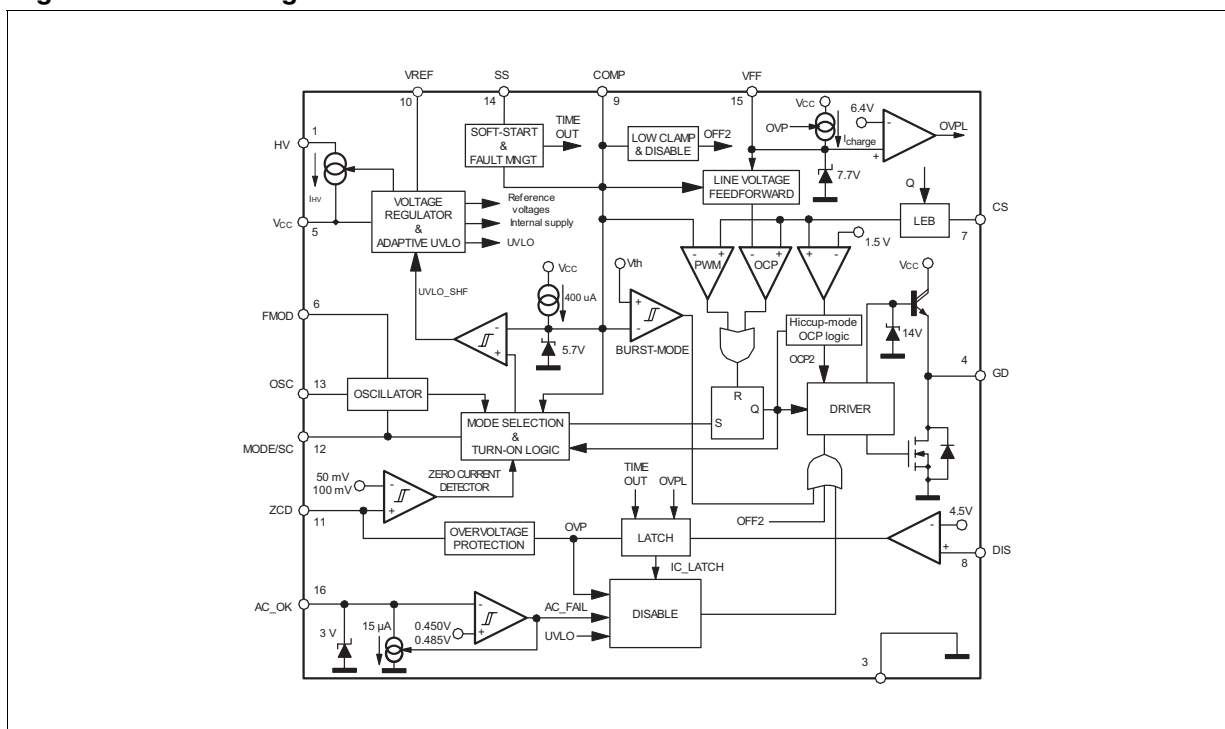 VREF
SS
COMP
VFF
10
14
9
15
1
HV
IHV
Vcc
5
SOFT-START
&
FAULT MNGT
TIME
OUT
LOW CLAMP
& DISABLE
OFF2
Vcc
OVP
Icharge
6.4V
-
+
OVPL
7.7V
LINE VOLTAGE
FEEDFORWARD
VOLTAGE
REGULATOR
&
ADAPTIVE UVLO
Reference
voltages
Internal supply
UVLO
Q
LEB
CS
7
- +
PWM
- +
OCP
+ -
1.5 V
UVLO_SHF
Vcc
400 uA
5.7V
-
+
Vth
+
-
BURST-MODE
Hiccup-mode
OCP logic
OCP2
Vcc
14V
4
GD
6
FMOD
OSC
13
OSCILLATOR
MODE/SC
12
MODE SELECTION
&
TURN-ON LOGIC
R
S
Q
DRIVER
50 mV
100 mV
-
+
ZERO CURRENT
DETECTOR
ZCD
11
OVERVOLTAGE
PROTECTION
OVP
TIME
OUT
OVPL
LATCH
IC_LATCH
OFF2
4.5V
-
+
DIS
8
16
AC_OK
3 V
15 µA
0.450V
0.485V
-
+
AC_FAIL
UVLO
DISABLE
3